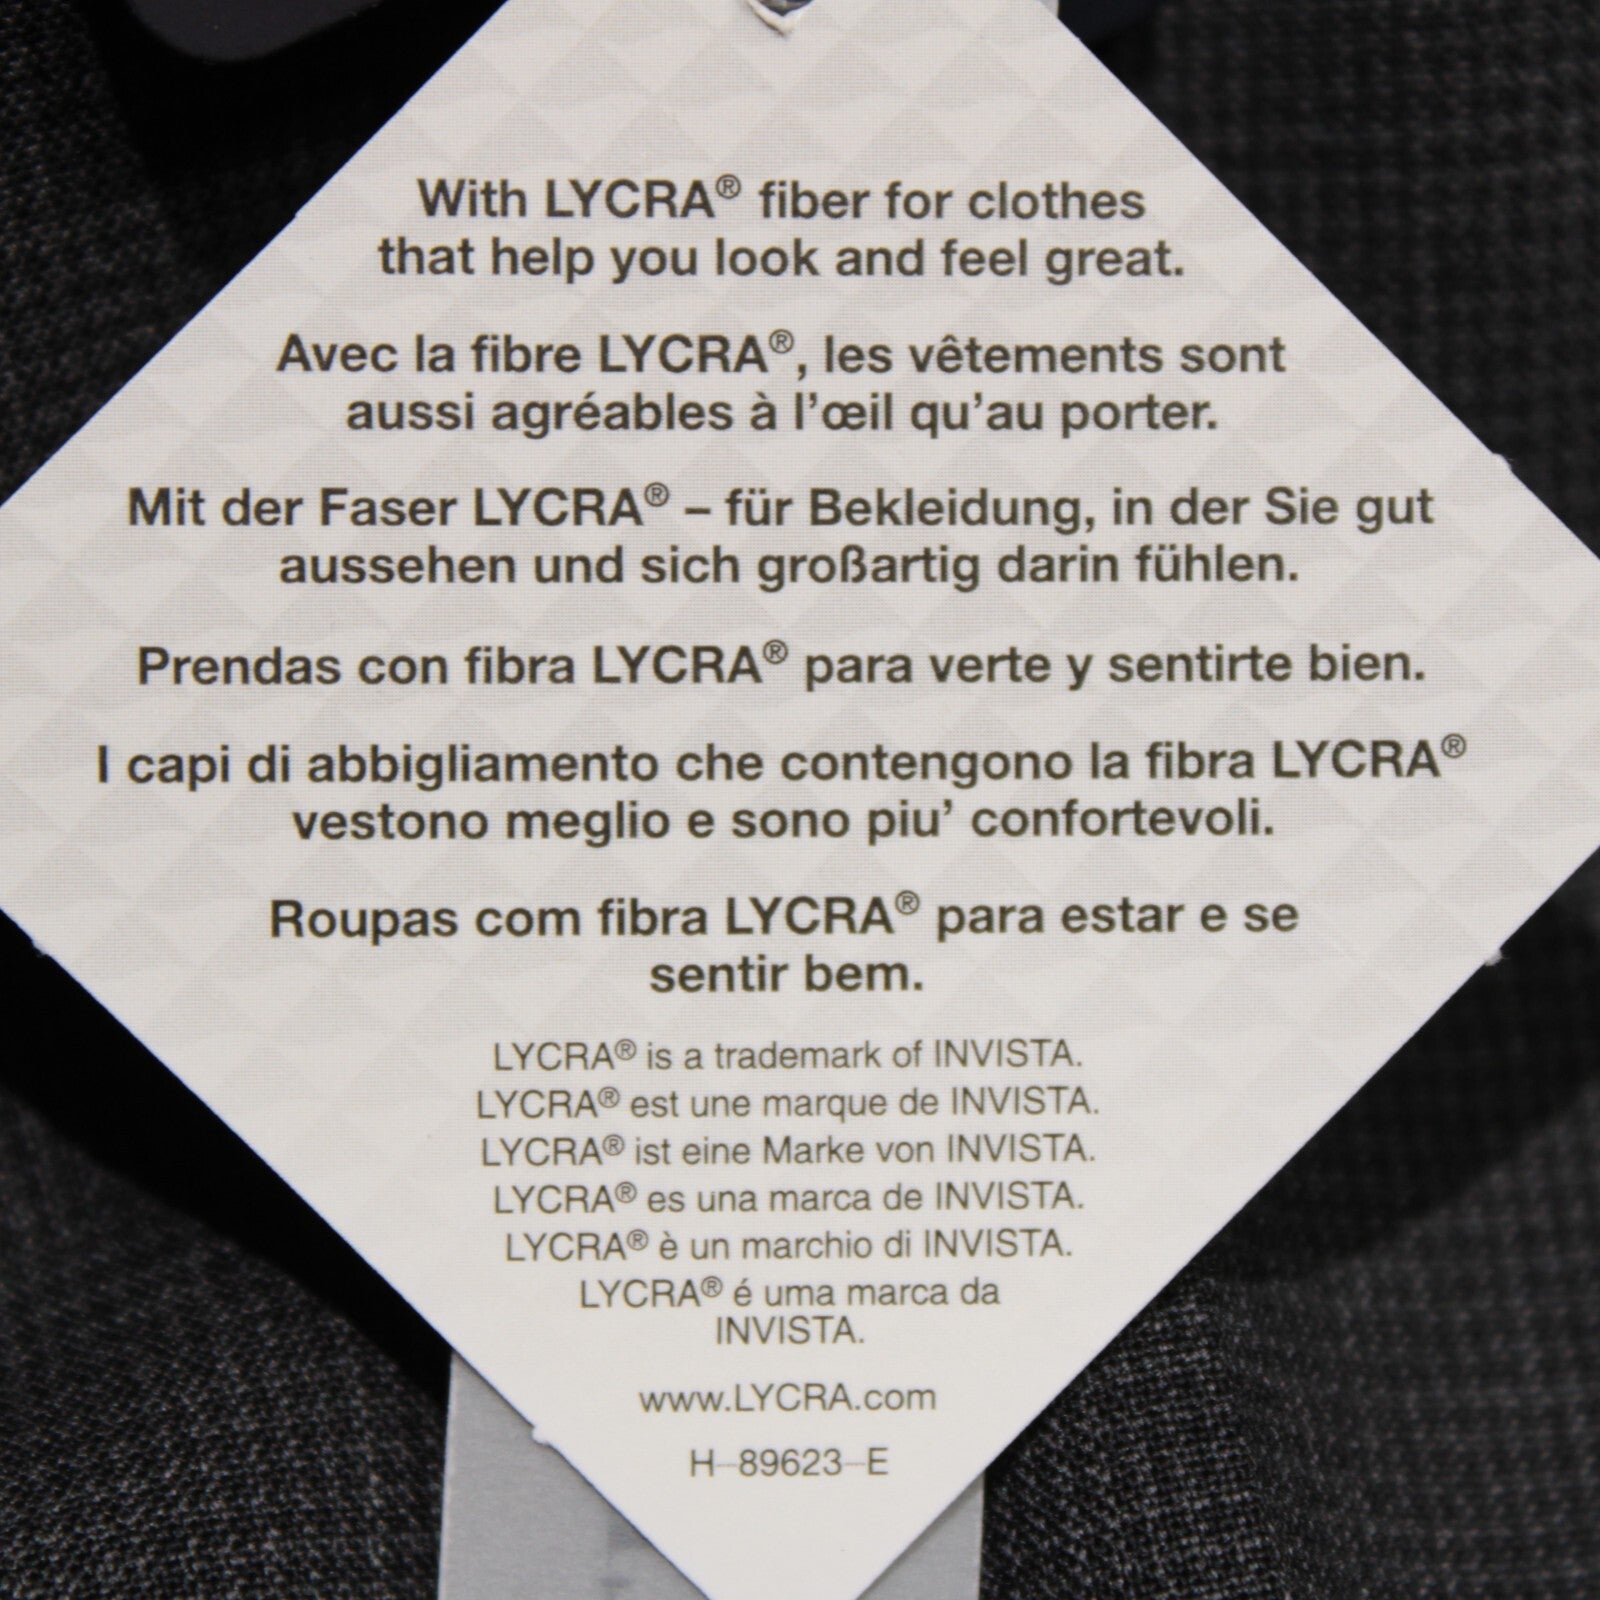 With LYCRA® fiber for clothes
that help you look and feel great.
Avec la fibre LYCRA®, les vêtements sont
aussi agréables à l’œil qu’au porter.
Mit der Faser LYCRA® – für Bekleidung, in der Sie gut
aussehen und sich großartig darin fühlen.
Prendas con fibra LYCRA® para verte y sentirte bien.
I capi di abbigliamento che contengono la fibra LYCRA®
vestono meglio e sono piu’ confortevoli.
Roupas com fibra LYCRA® para estar e se
sentir bem.
LYCRA® is a trademark of INVISTA.
LYCRA® est une marque de INVISTA.
LYCRA® ist eine Marke von INVISTA.
LYCRA® es una marca de INVISTA.
LYCRA® è un marchio di INVISTA.
LYCRA® é uma marca da
INVISTA.
www.LYCRA.com
H–89623–E